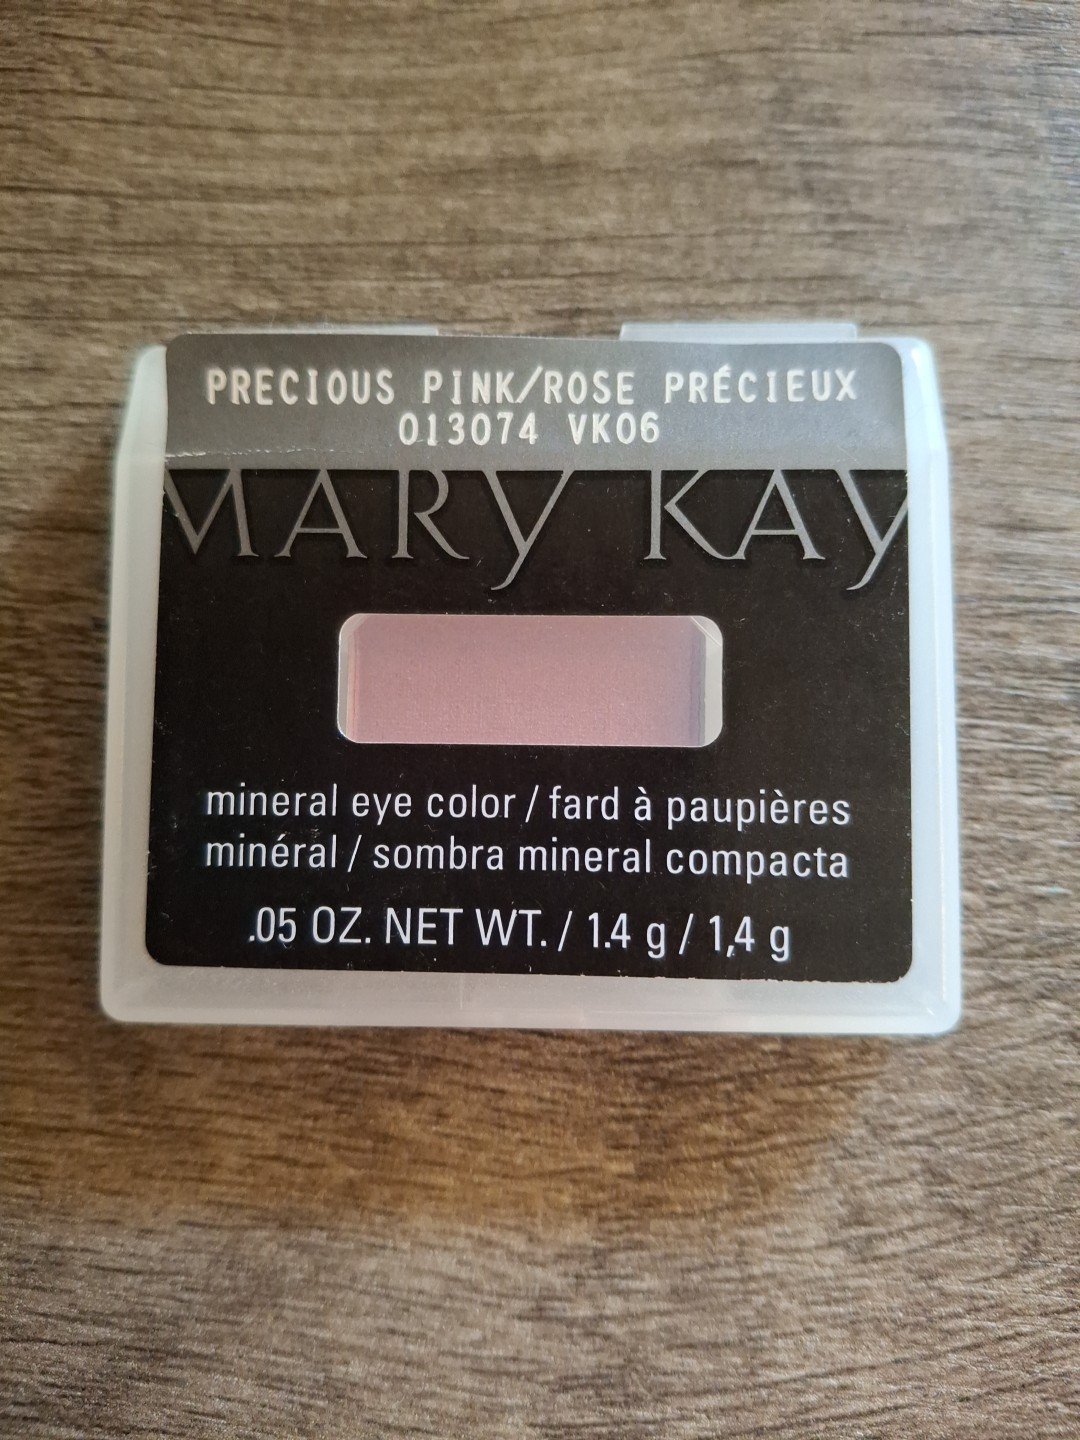 PRECIOUS PINK/ROSE PRÉCIEUX
013074 VK06
MARY KAY
mineral eye color / fard à paupières
minéral / sombra mineral compacta
.05 OZ. NET WT. / 1.4 g / 1,4 g